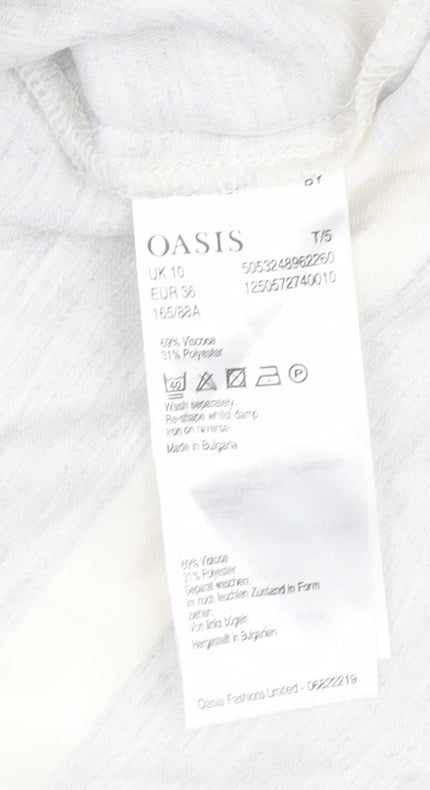 OASIS T/5
UK 10 5053248962260
EUR 36 1250572740010
165/88A
69% Viscose
31% Polyester
40 P
Wash separately.
Re-shape whilst damp
Iron on reverse
Made in Bulgaria
69% Viskose
31% Polyester
Separat waschen.
Im noch feuchten Zustand in Form
ziehen.
Von links bügeln.
Hergestellt in Bulgarien
Oasis Fashions Limited - 06822219